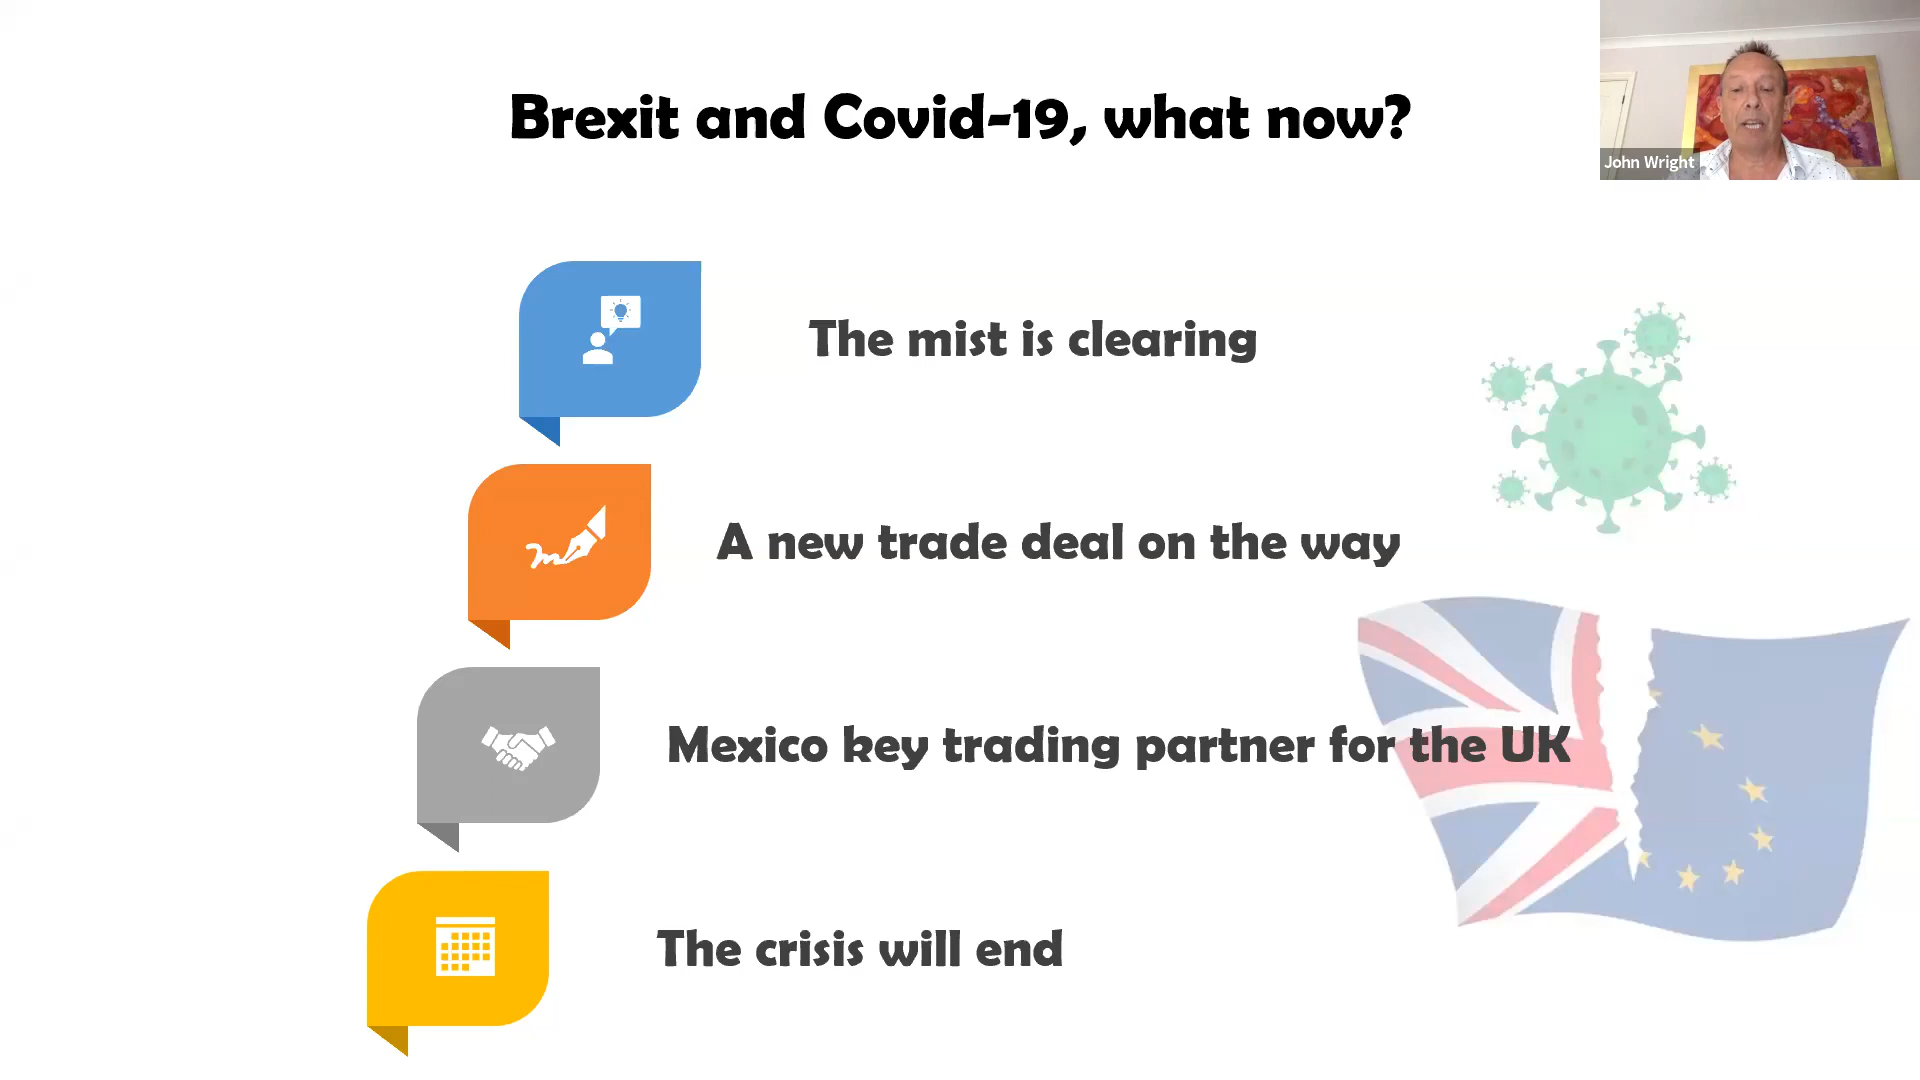 Brexit and Covid-19, what now?
John Wright
The mist is clearing
A new trade deal on the way
Mexico key trading partner for the UK
The crisis will end